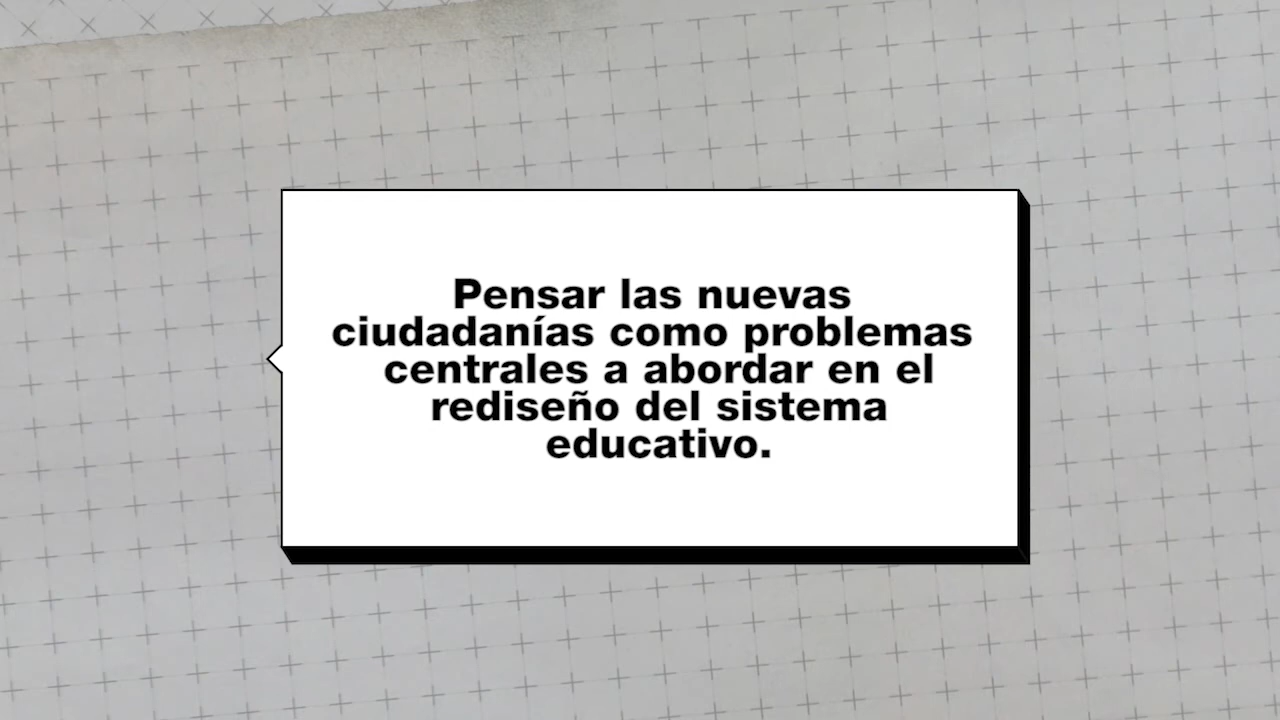 Pensar las nuevas
ciudadanías como problemas
centrales a abordar en el
rediseño del sistema
educativo.